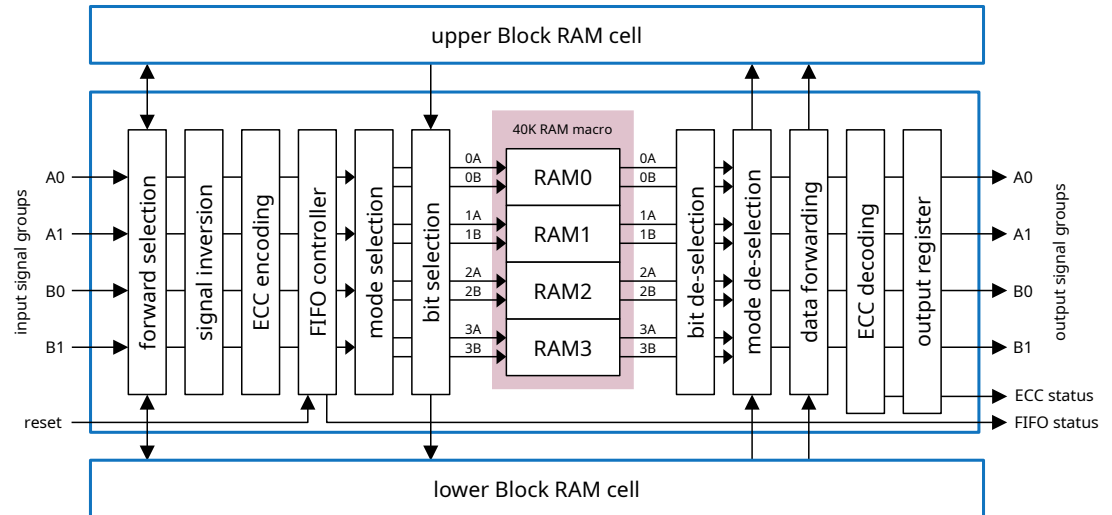 upper Block RAM cell
input signal groups
A0
A1
B0
B1
reset
forward selection
signal inversion
ECC encoding
FIFO controller
mode selection
bit selection
0A
0B
1A
1B
2A
2B
3A
3B
40K RAM macro
RAM0
RAM1
RAM2
RAM3
0A
0B
1A
1B
2A
2B
3A
3B
bit de-selection
mode de-selection
data forwarding
ECC decoding
output register
A0
A1
B0
B1
ECC status
FIFO status
output signal groups
lower Block RAM cell